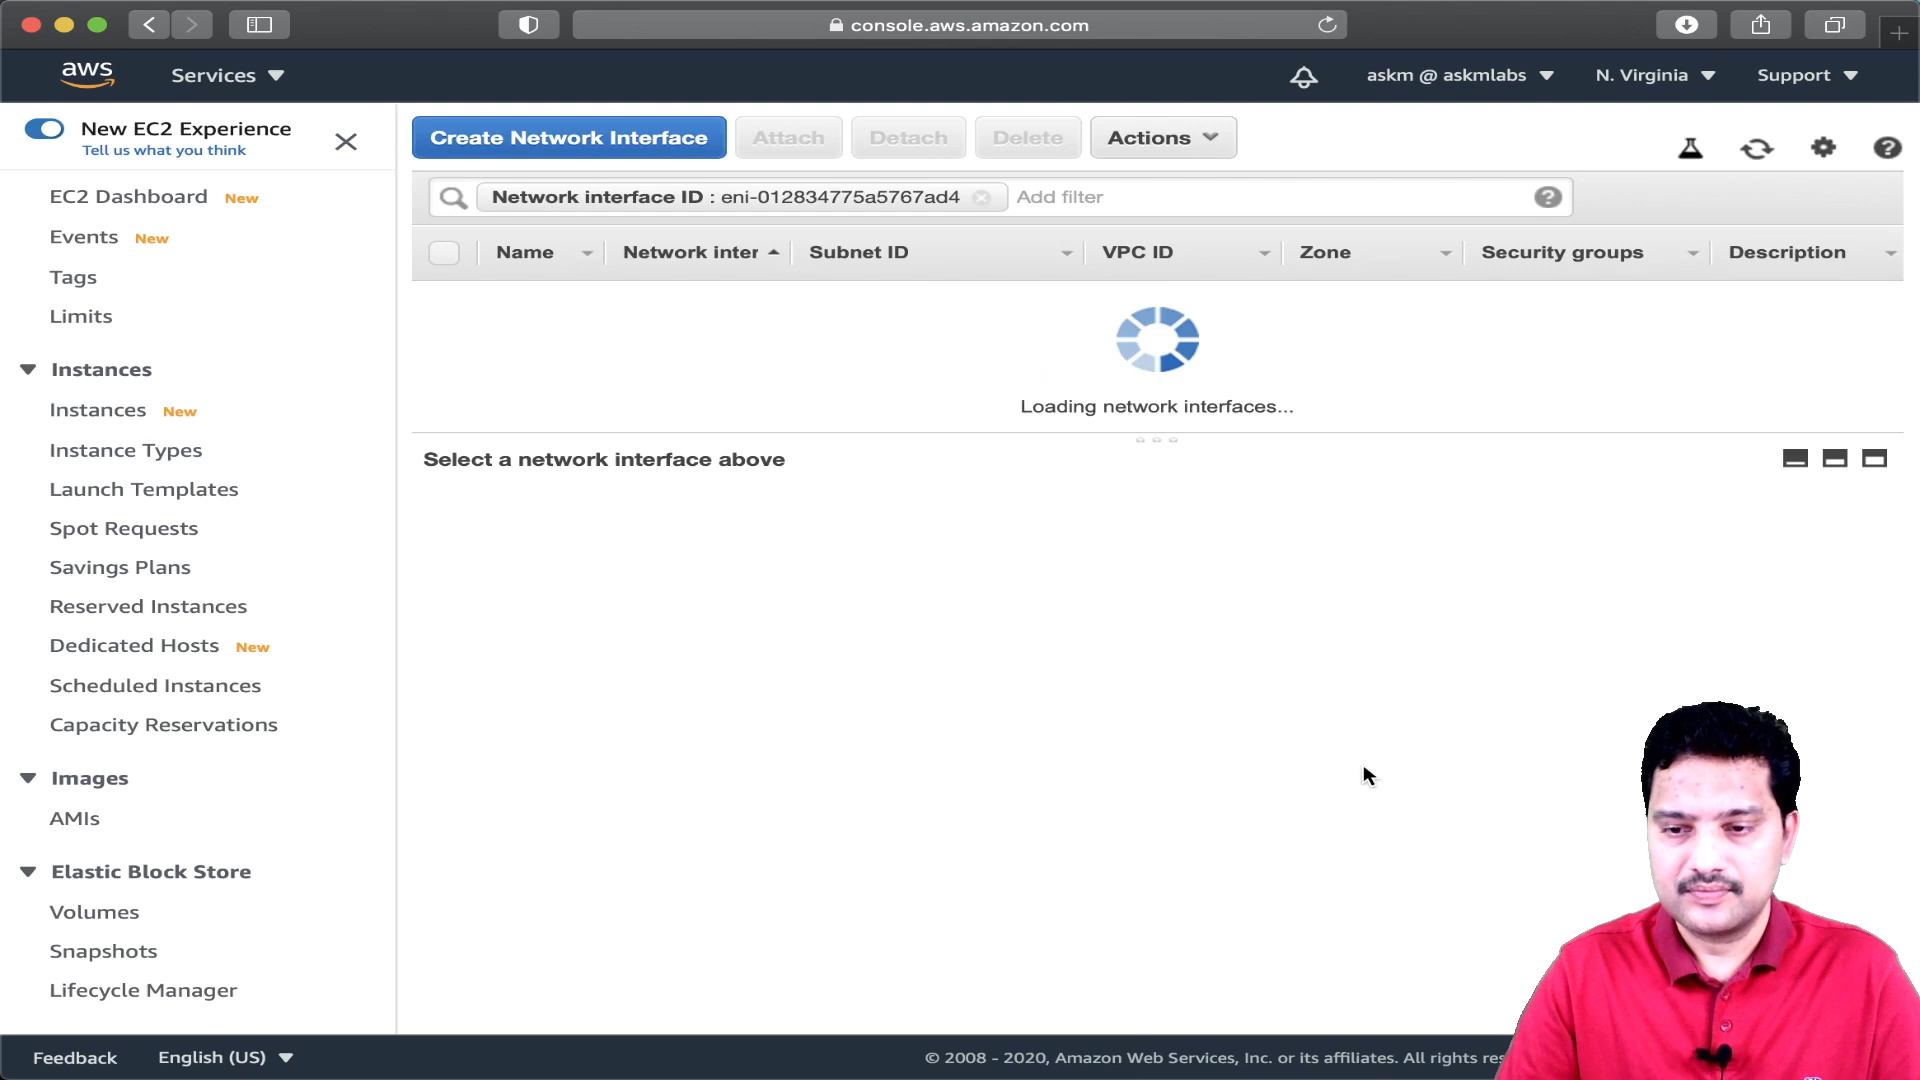 console.aws.amazon.com
aws
Services
askm @ askmlabs
N. Virginia
Support
New EC2 Experience
Tell us what you think
EC2 Dashboard New
Events New
Tags
Limits
Instances
Instances New
Instance Types
Launch Templates
Spot Requests
Savings Plans
Reserved Instances
Dedicated Hosts New
Scheduled Instances
Capacity Reservations
Images
AMIs
Elastic Block Store
Volumes
Snapshots
Lifecycle Manager
Create Network Interface
Attach
Detach
Delete
Actions
Network interface ID : eni-012834775a5767ad4
Add filter
Name
Network inter
Subnet ID
VPC ID
Zone
Security groups
Description
Loading network interfaces...
Select a network interface above
Feedback
English (US)
© 2008 - 2020, Amazon Web Services, Inc. or its affiliates. All rights res